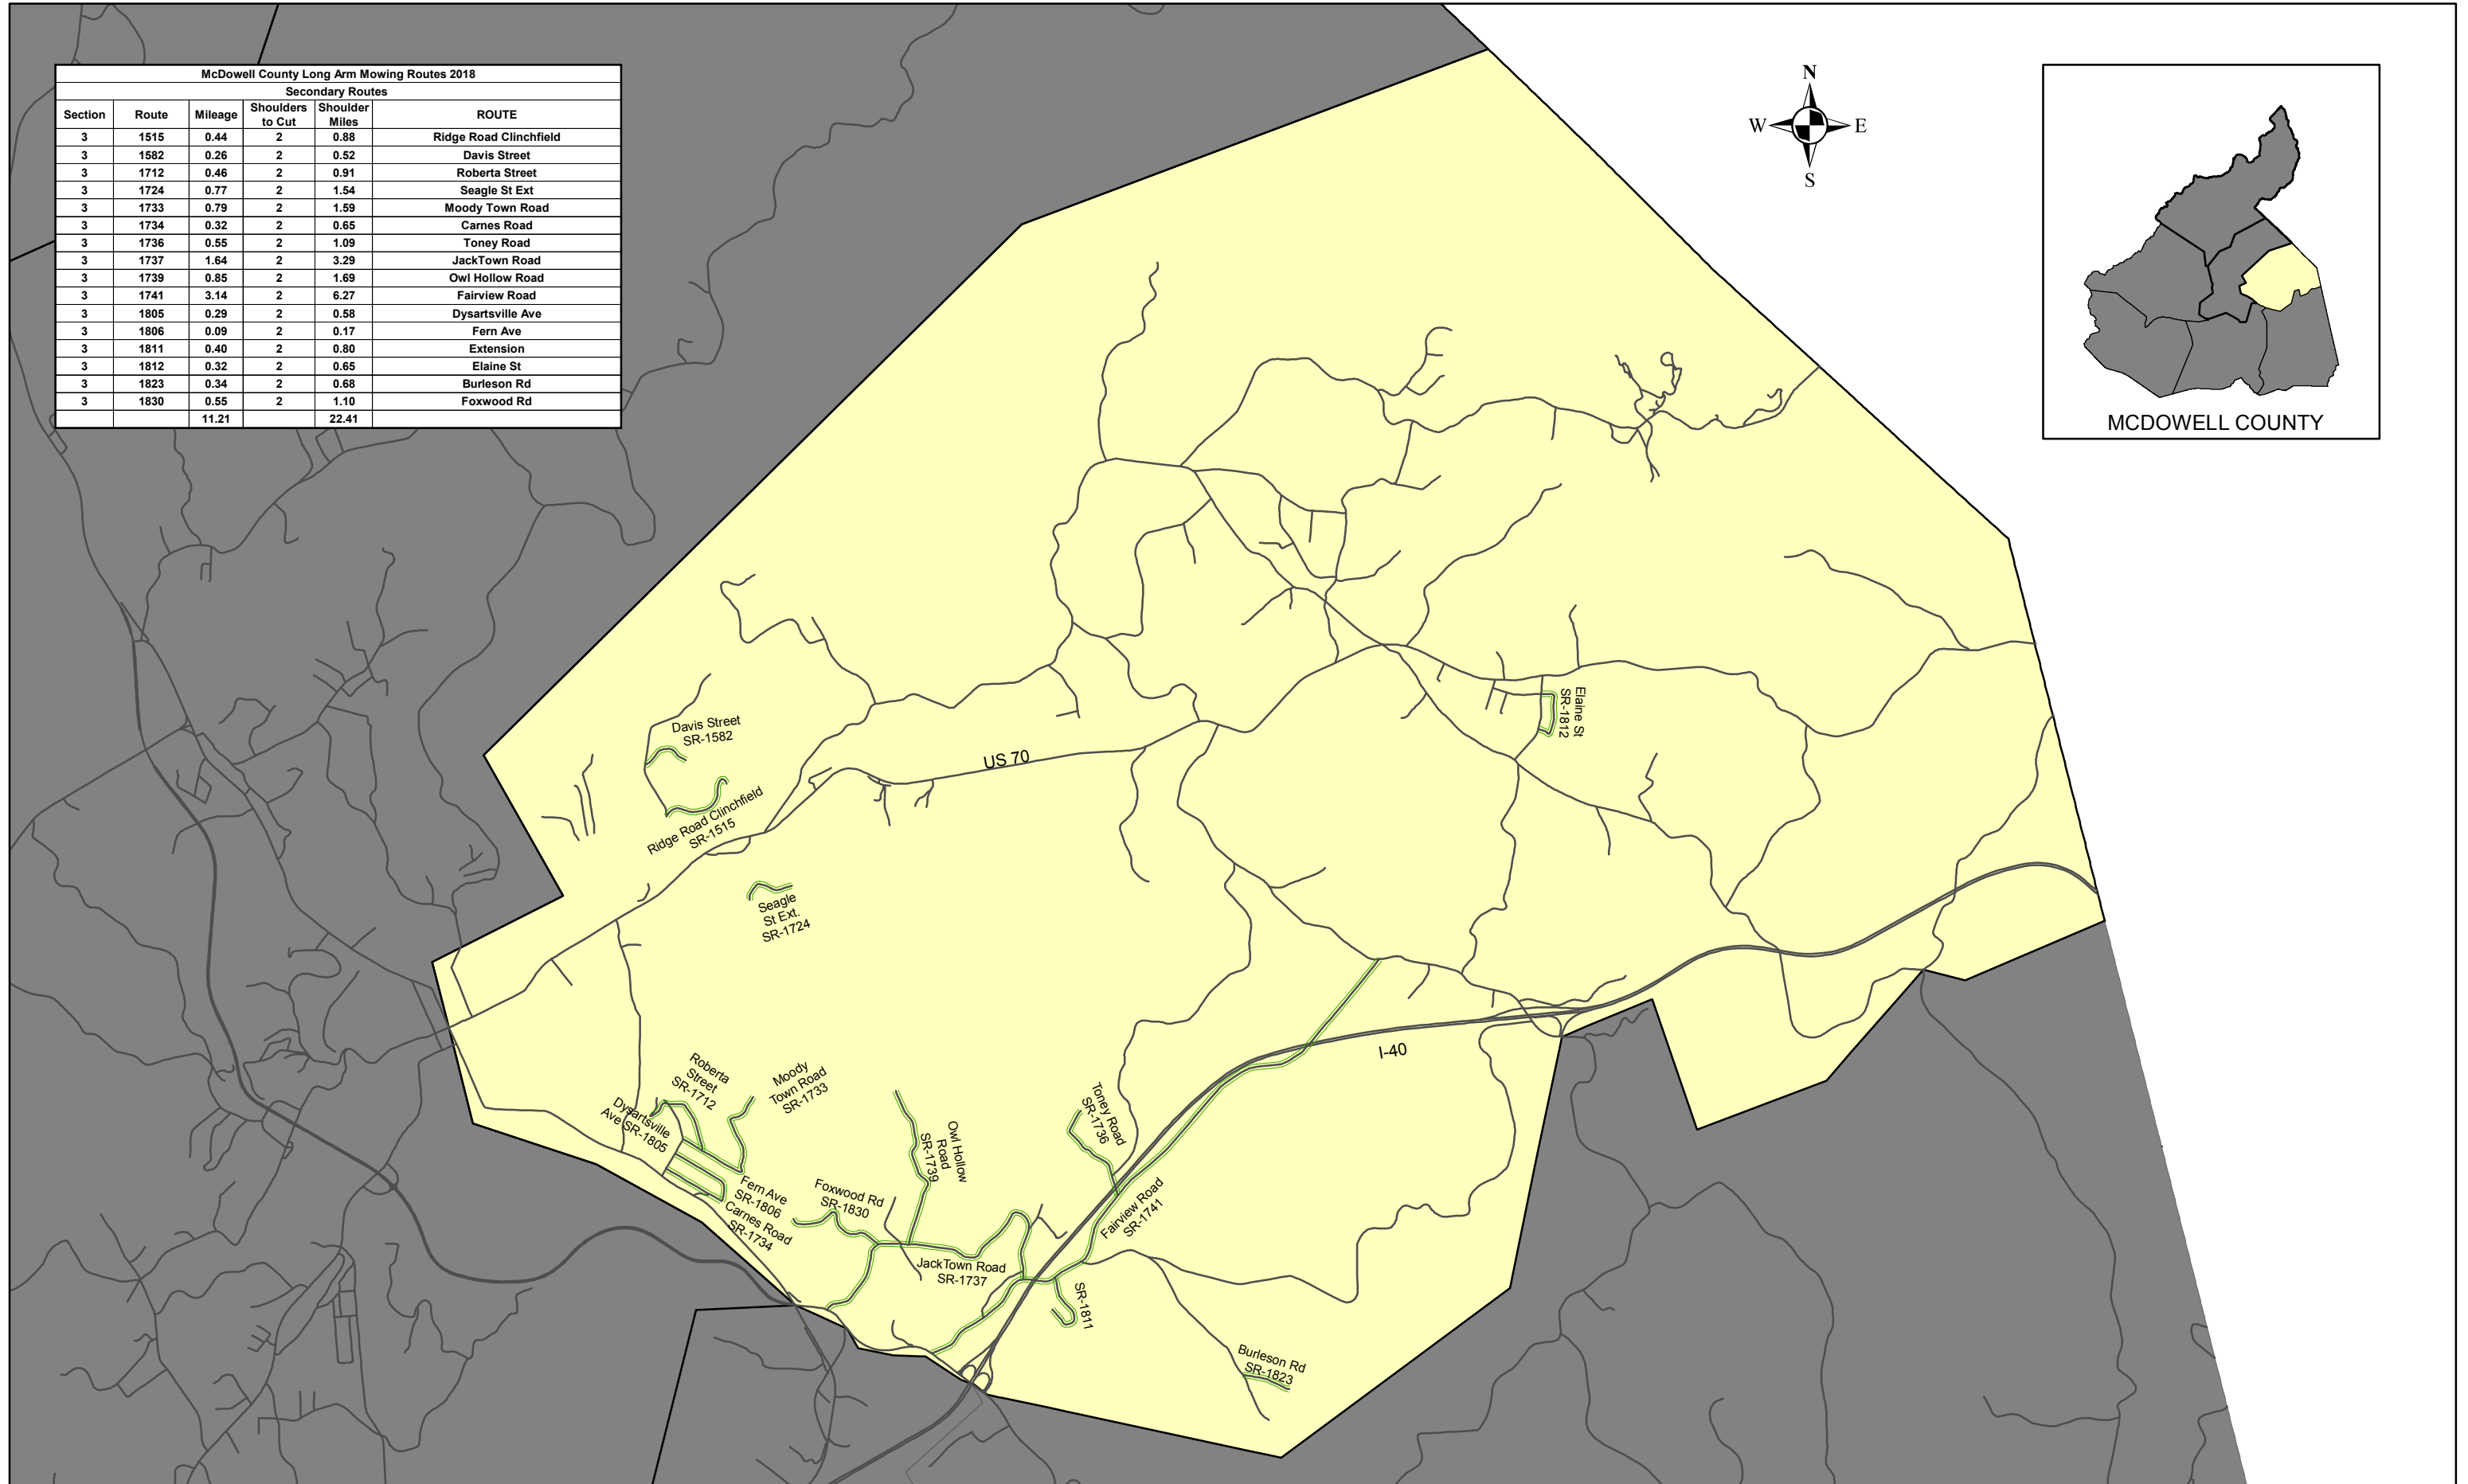 McDowell County Long Arm Mowing Routes 2018
Secondary Routes
Section Route Mileage Shoulders to Cut Shoulder Miles ROUTE
3 1515 0.44 2 0.88 Ridge Road Clinchfield
3 1582 0.26 2 0.52 Davis Street
3 1712 0.46 2 0.91 Roberta Street
3 1724 0.77 2 1.54 Seagle St Ext
3 1733 0.79 2 1.59 Moody Town Road
3 1734 0.32 2 0.65 Carnes Road
3 1736 0.55 2 1.09 Toney Road
3 1737 1.64 2 3.29 JackTown Road
3 1739 0.85 2 1.69 Owl Hollow Road
3 1741 3.14 2 6.27 Fairview Road
3 1805 0.29 2 0.58 Dysartsville Ave
3 1806 0.09 2 0.17 Fern Ave
3 1811 0.40 2 0.80 Extension
3 1812 0.32 2 0.65 Elaine St
3 1823 0.34 2 0.68 Burleson Rd
3 1830 0.55 2 1.10 Foxwood Rd
11.21 22.41
N
W E
S
MCDOWELL COUNTY
Elaine St
SR-1812
Davis Street
SR-1582
US 70
Ridge Road Clinchfield
SR-1515
Seagle
St Ext.
SR-1724
I-40
Roberta
Street
SR-1712
Moody
Town Road
SR-1733
Dysartsville
Ave SR-1805
Toney Road
SR-1736
Owl Hollow
Road
SR-1739
Fern Ave
SR-1806
Carnes Road
SR-1734
Foxwood Rd
SR-1830
Fairview Road
SR-1741
JackTown Road
SR-1737
SR-1811
Burleson Rd
SR-1823